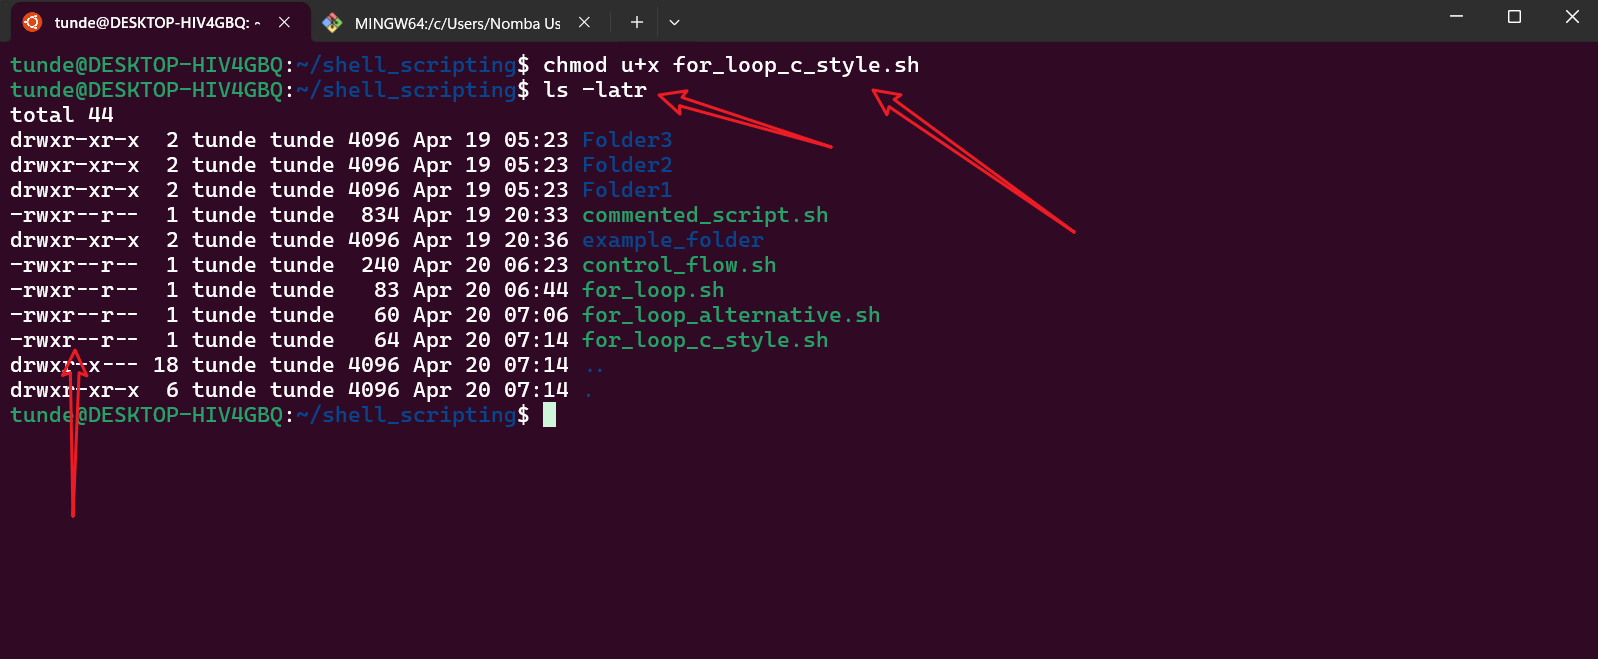 tunde@DESKTOP-HIV4GBQ: ~ MINGW64:/c/Users/Nomba Us
tunde@DESKTOP-HIV4GBQ:~/shell_scripting$ chmod u+x for_loop_c_style.sh
tunde@DESKTOP-HIV4GBQ:~/shell_scripting$ ls -latr
total 44
drwxr-xr-x  2 tunde tunde 4096 Apr 19 05:23 Folder3
drwxr-xr-x  2 tunde tunde 4096 Apr 19 05:23 Folder2
drwxr-xr-x  2 tunde tunde 4096 Apr 19 05:23 Folder1
-rwxr--r--  1 tunde tunde  834 Apr 19 20:33 commented_script.sh
drwxr-xr-x  2 tunde tunde 4096 Apr 19 20:36 example_folder
-rwxr--r--  1 tunde tunde  240 Apr 20 06:23 control_flow.sh
-rwxr--r--  1 tunde tunde   83 Apr 20 06:44 for_loop.sh
-rwxr--r--  1 tunde tunde   60 Apr 20 07:06 for_loop_alternative.sh
-rwxr--r--  1 tunde tunde   64 Apr 20 07:14 for_loop_c_style.sh
drwxr-x--- 18 tunde tunde 4096 Apr 20 07:14 ..
drwxr-xr-x  6 tunde tunde 4096 Apr 20 07:14 .
tunde@DESKTOP-HIV4GBQ:~/shell_scripting$